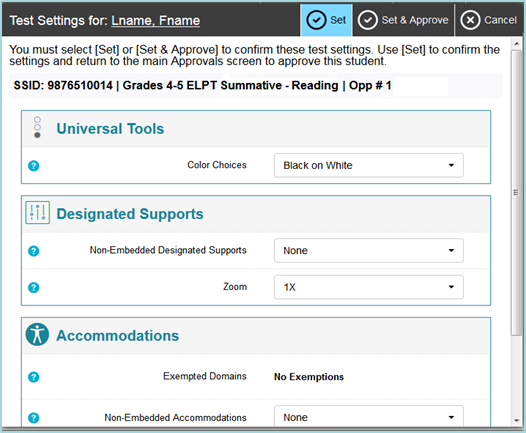 Test Settings for: Lname, Fname
Set
Set & Approve
Cancel
You must select [Set] or [Set & Approve] to confirm these test settings. Use [Set] to confirm the
settings and return to the main Approvals screen to approve this student.
SSID: 9876510014 | Grades 4-5 ELPT Summative - Reading | Opp # 1
Universal Tools
? Color Choices Black on White
Designated Supports
? Non-Embedded Designated Supports None
? Zoom 1X
Accommodations
? Exempted Domains No Exemptions
? Non-Embedded Accommodations None